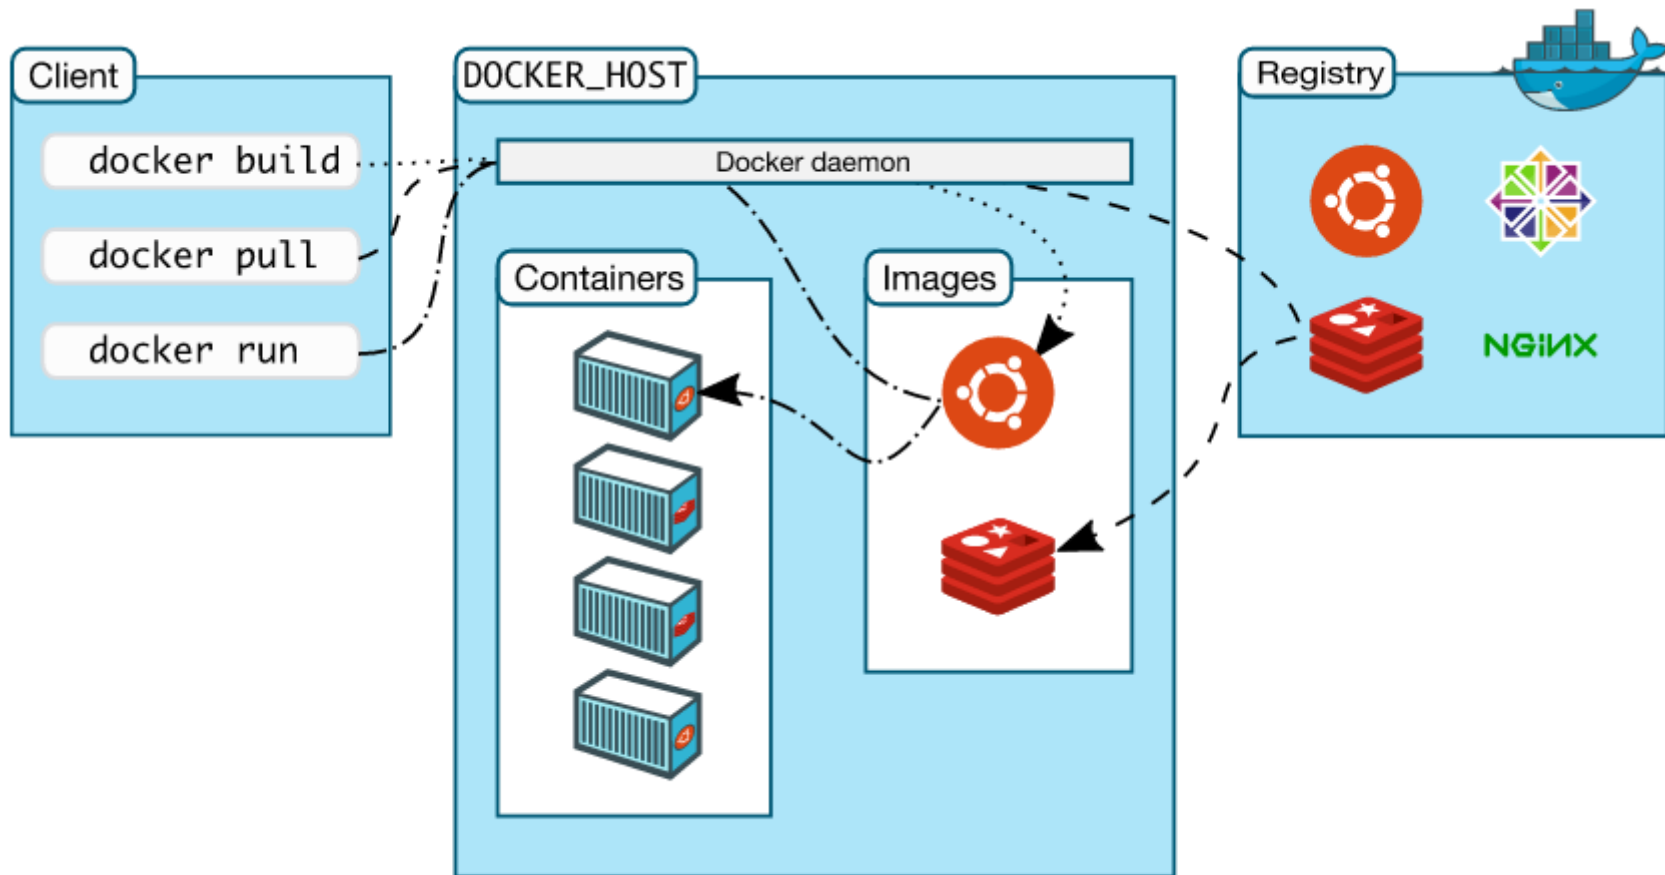 Client
docker build
docker pull
docker run
DOCKER_HOST
Docker daemon
Containers
Images
Registry
NGiNX